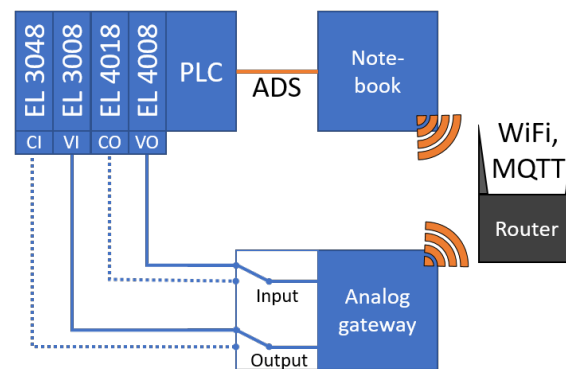 EL 3048
EL 3008
EL 4018
EL 4008
PLC
CI
VI
CO
VO
ADS
Note-
book
WiFi,
MQTT
Router
Input
Output
Analog
gateway